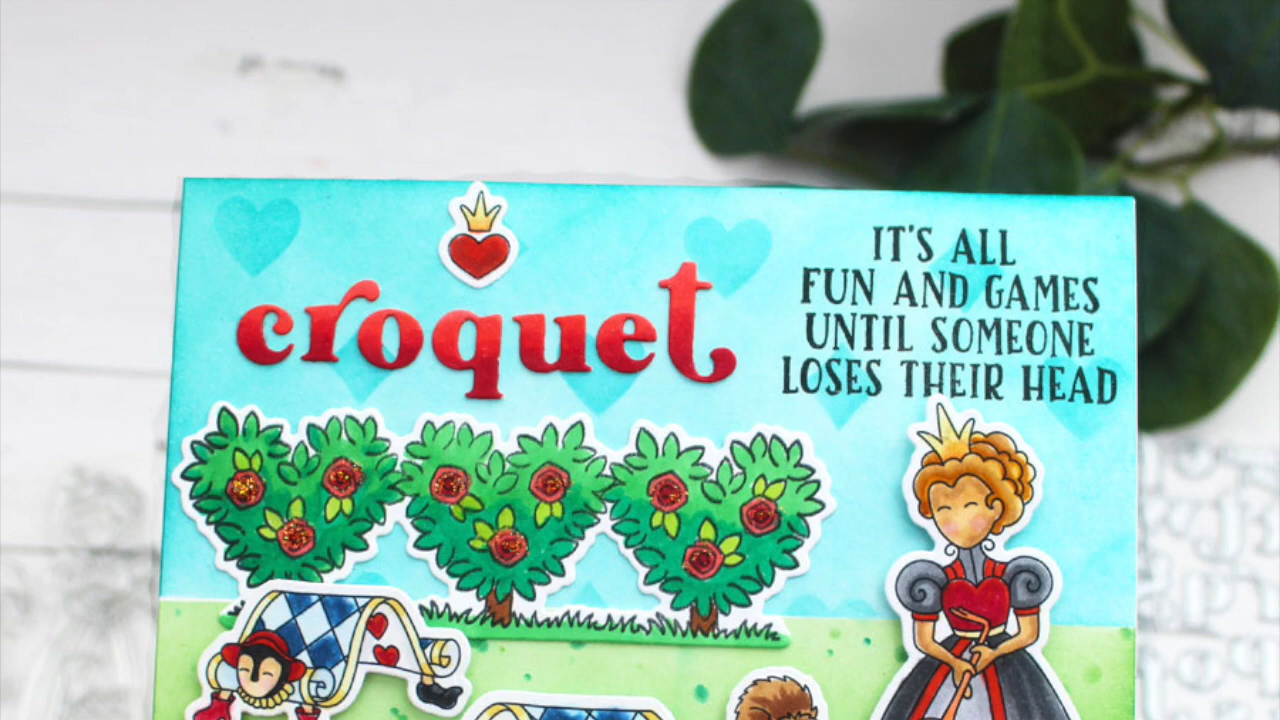 croquet
IT'S ALL
FUN AND GAMES
UNTIL SOMEONE
LOSES THEIR HEAD